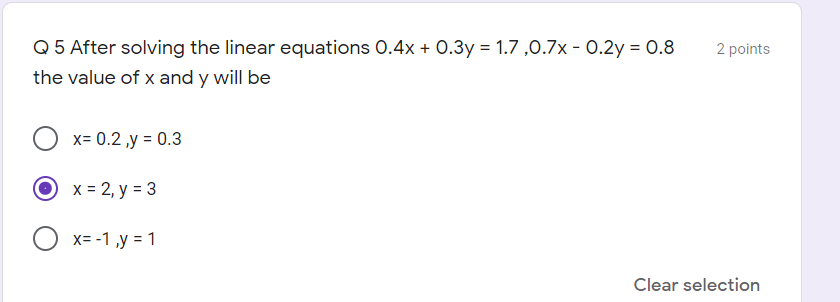 Q 5 After solving the linear equations 0.4x + 0.3y = 1.7 ,0.7x - 0.2y = 0.8 2 points
the value of x and y will be
x= 0.2 ,y = 0.3
x = 2, y = 3
x= -1 ,y = 1
Clear selection